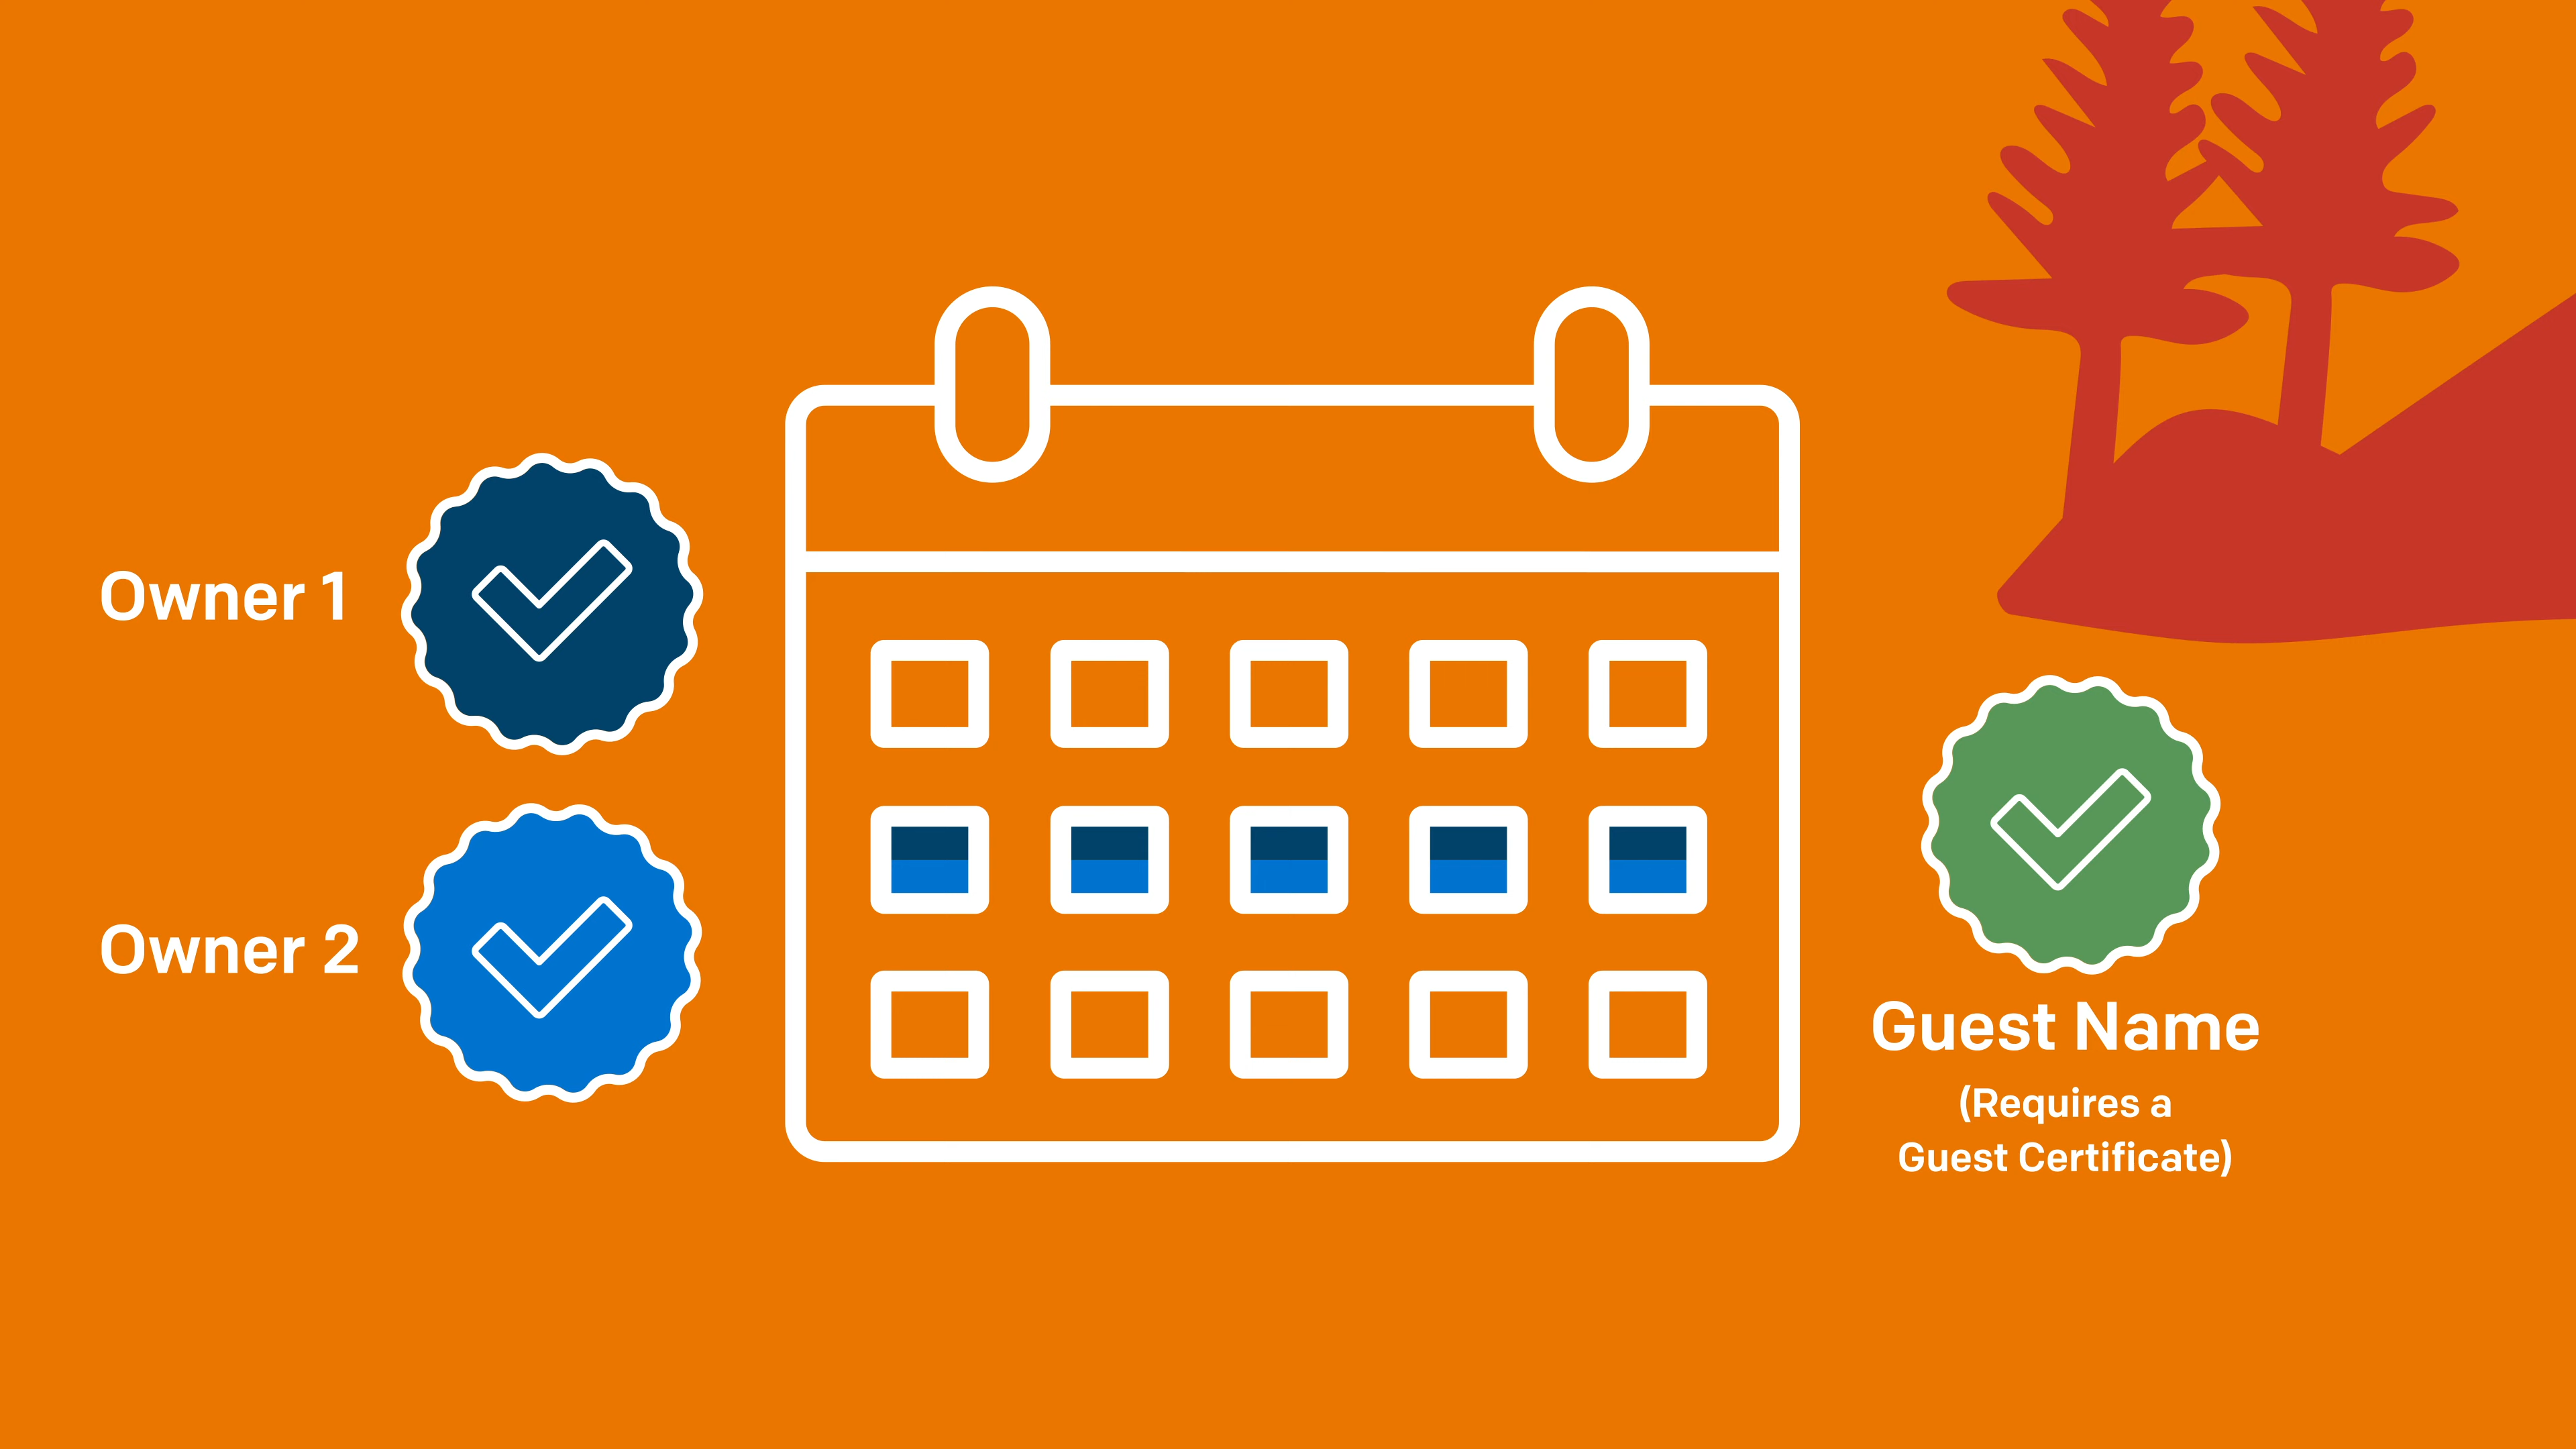 Owner 1
Owner 2
Guest Name
(Requires a
Guest Certificate)